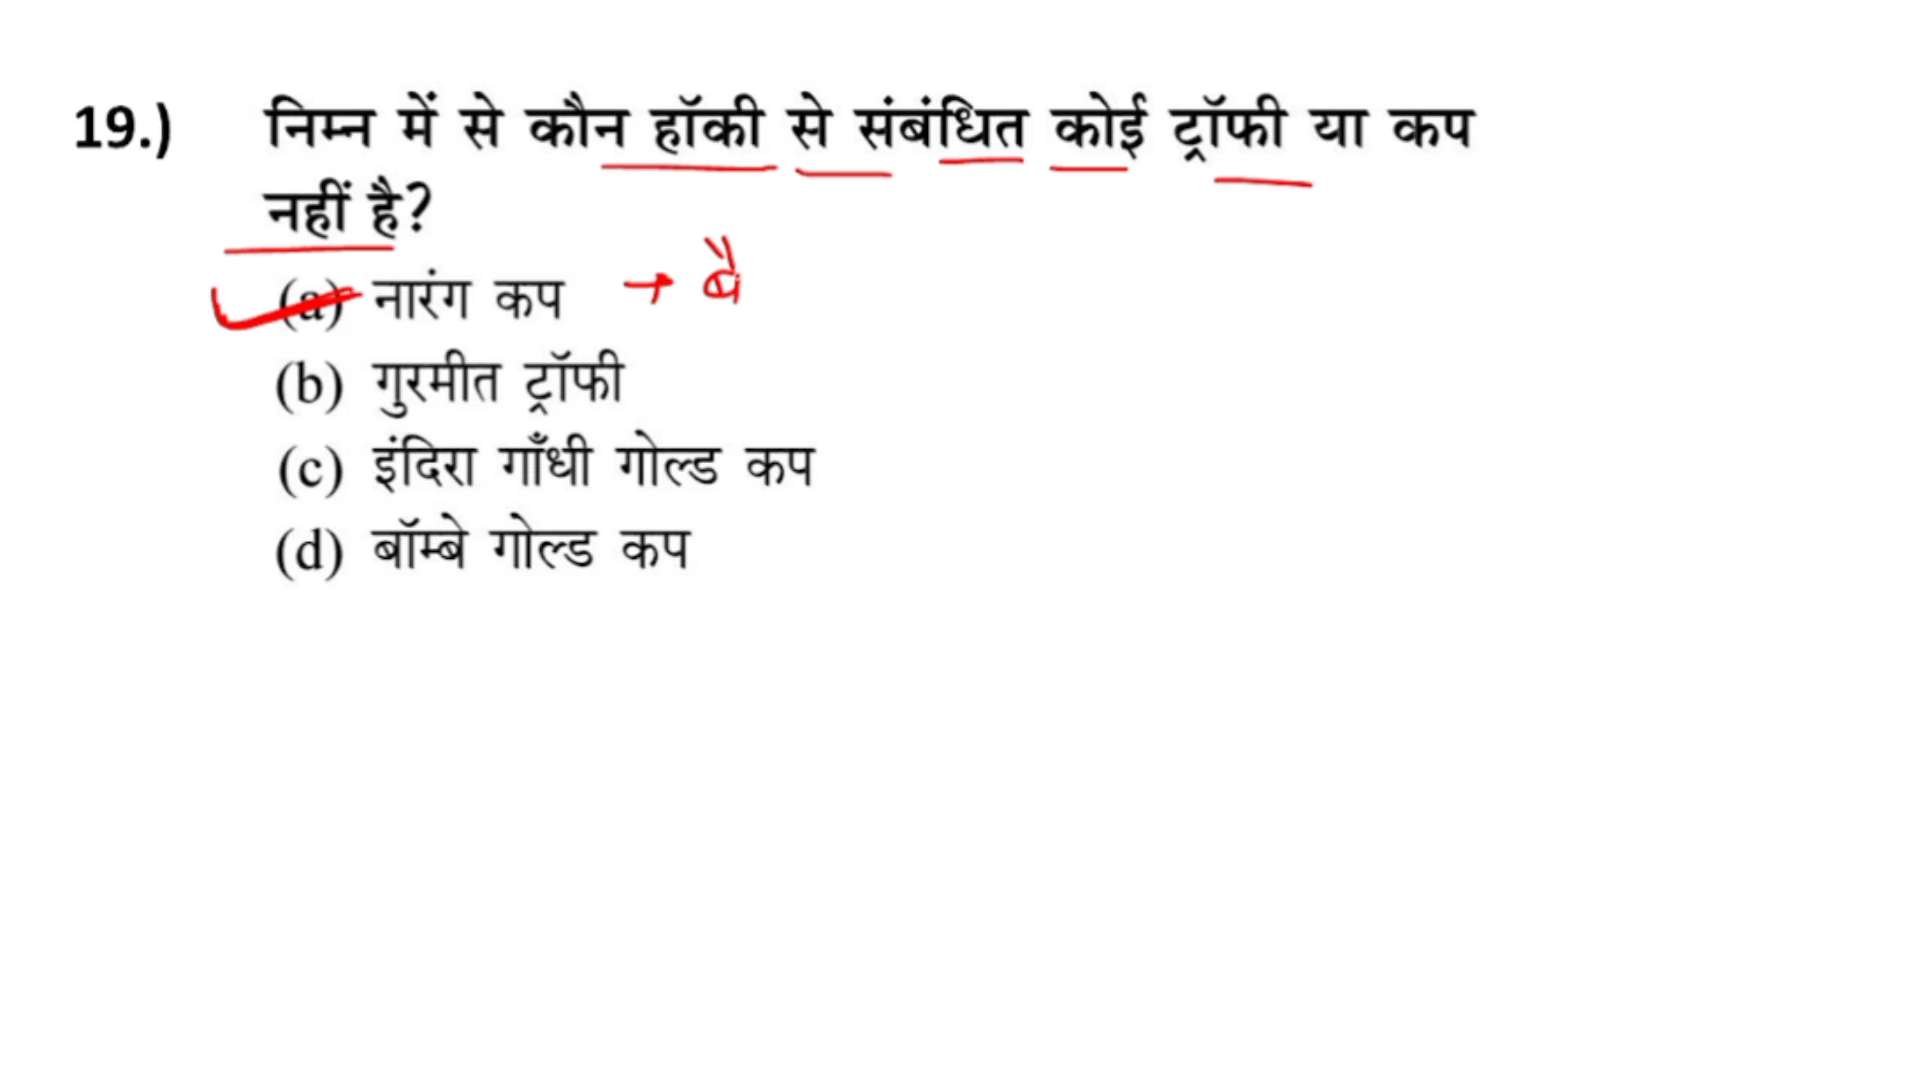 19.) निम्न में से कौन हॉकी से संबंधित कोई ट्रॉफी या कप
नहीं है?
(a) नारंग कप → बै
(b) गुरमीत ट्रॉफी
(c) इंदिरा गाँधी गोल्ड कप
(d) बॉम्बे गोल्ड कप